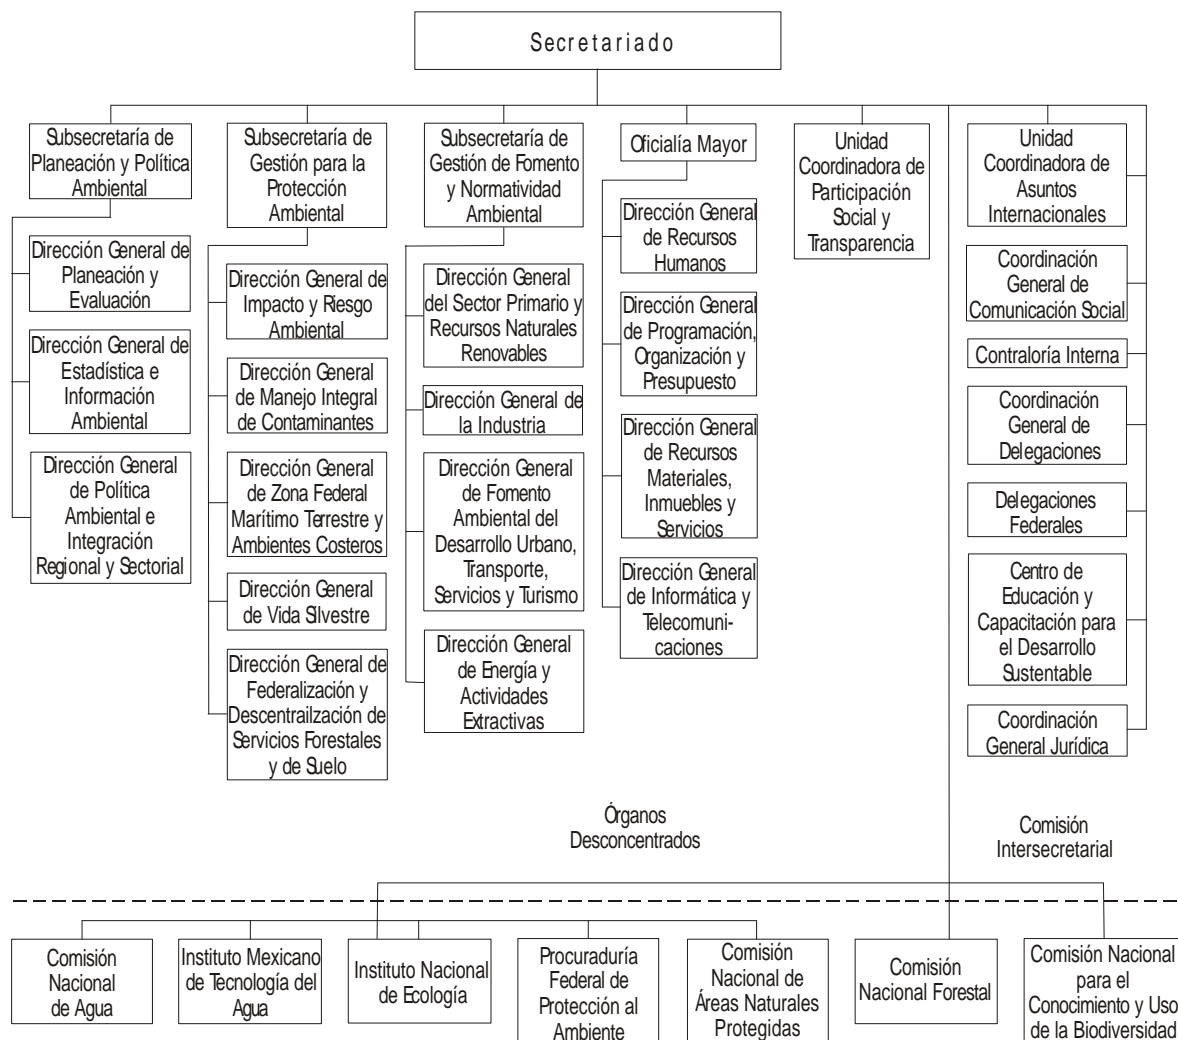 Secretariado
Subsecretaría de
Planeación y Política
Ambiental
Dirección General de
Planeación y
Evaluación
Dirección General de
Estadística e
Información
Ambiental
Dirección General
de Política
Ambiental e
Integración
Regional y Sectorial
Subsecretaría de
Gestión para la
Protección
Ambiental
Dirección General de
Impacto y Riesgo
Ambiental
Dirección General
de Manejo Integral
de Contaminantes
Dirección General
de Zona Federal
Marítimo Terrestre y
Ambientes Costeros
Dirección General
de Vida Silvestre
Dirección General de
Federalización y
Descentrailzación de
Servicios Forestales
y de Suelo
Subsecretaría de
Gestión de Fomento
y Normatividad
Ambiental
Dirección General
del Sector Primario y
Recursos Naturales
Renovables
Dirección General de
la Industria
Dirección General
de Fomento
Ambiental del
Desarrollo Urbano,
Transporte,
Servicios y Turismo
Dirección General
de Energía y
Actividades
Extractivas
Oficialía Mayor
Dirección General
de Recursos
Humanos
Dirección General
de Programación,
Organización y
Presupuesto
Dirección General
de Recursos
Materiales,
Inmuebles y
Servicios
Dirección General
de Informática y
Telecomuni-
caciones
Unidad
Coordinadora de
Participación
Social y
Transparencia
Unidad
Coordinadora de
Asuntos
Internacionales
Coordinación
General de
Comunicación Social
Contraloría Interna
Coordinación
General de
Delegaciones
Delegaciones
Federales
Centro de
Educación y
Capacitación para
el Desarrollo
Sustentable
Coordinación
General Jurídica
Órganos
Desconcentrados
Comisión
Intersecretarial
Comisión
Nacional
de Agua
Instituto Mexicano
de Tecnología del
Agua
Instituto Nacional
de Ecología
Procuraduría
Federal de
Protección al
Ambiente
Comisión
Nacional de
Áreas Naturales
Protegidas
Comisión
Nacional Forestal
Comisión Nacional
para el
Conocimiento y Uso
de la Biodiversidad